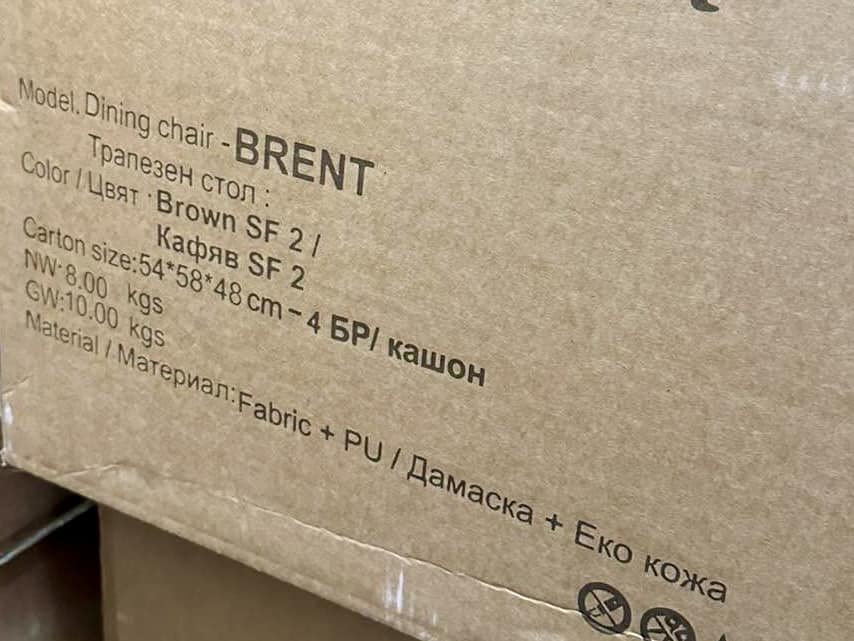 Model. Dining chair - BRENT
Трапезен стол :
Color / Цвят : Brown SF 2 /
Кафяв SF 2
Carton size:54*58*48 cm – 4 БР/ кашон
NW:8.00 kgs
GW:10.00 kgs
Material / Материал:Fabric + PU / Дамаска + Еко кожа